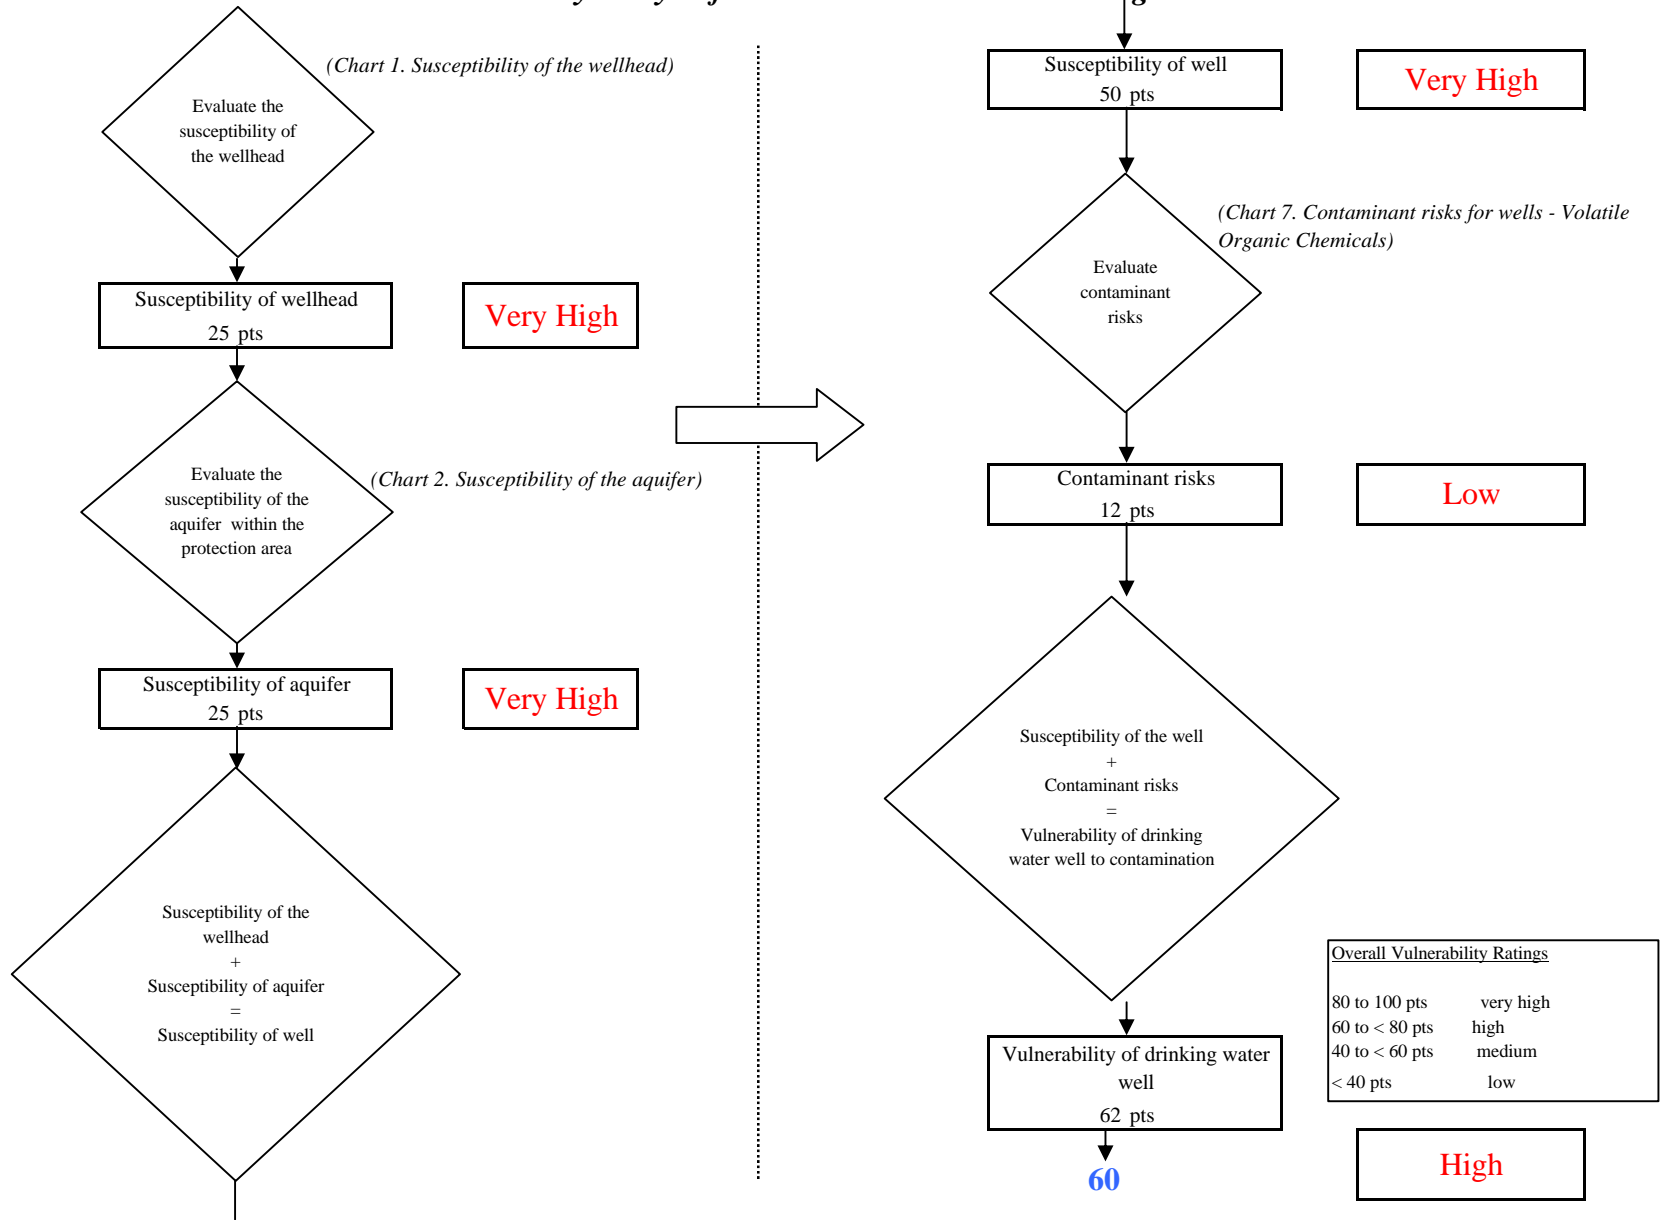 (Chart 1. Susceptibility of the wellhead)
Evaluate the
susceptibility of
the wellhead
Susceptibility of wellhead
25 pts
Very High
Evaluate the
susceptibility of the
aquifer within the
protection area
(Chart 2. Susceptibility of the aquifer)
Susceptibility of aquifer
25 pts
Very High
Susceptibility of the
wellhead
+
Susceptibility of aquifer
=
Susceptibility of well
Susceptibility of well
50 pts
Very High
(Chart 7. Contaminant risks for wells - Volatile
Organic Chemicals)
Evaluate
contaminant
risks
Contaminant risks
12 pts
Low
Susceptibility of the well
+
Contaminant risks
=
Vulnerability of drinking
water well to contamination
Overall Vulnerability Ratings
80 to 100 pts very high
60 to < 80 pts high
40 to < 60 pts medium
< 40 pts low
Vulnerability of drinking water
well
62 pts
60
High